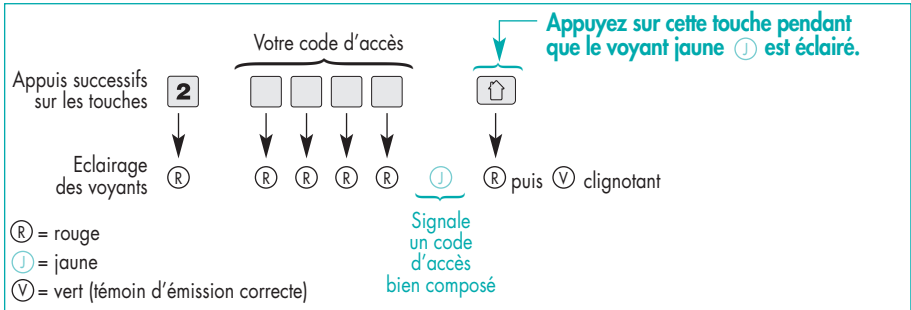 Appuyez sur cette touche pendant
que le voyant jaune J est éclairé.
Votre code d'accès
Appuis successifs
sur les touches
2
Eclairage
des voyants
R R R R R J R puis V clignotant
Signale
un code
d'accès
bien composé
R = rouge
J = jaune
V = vert (témoin d'émission correcte)